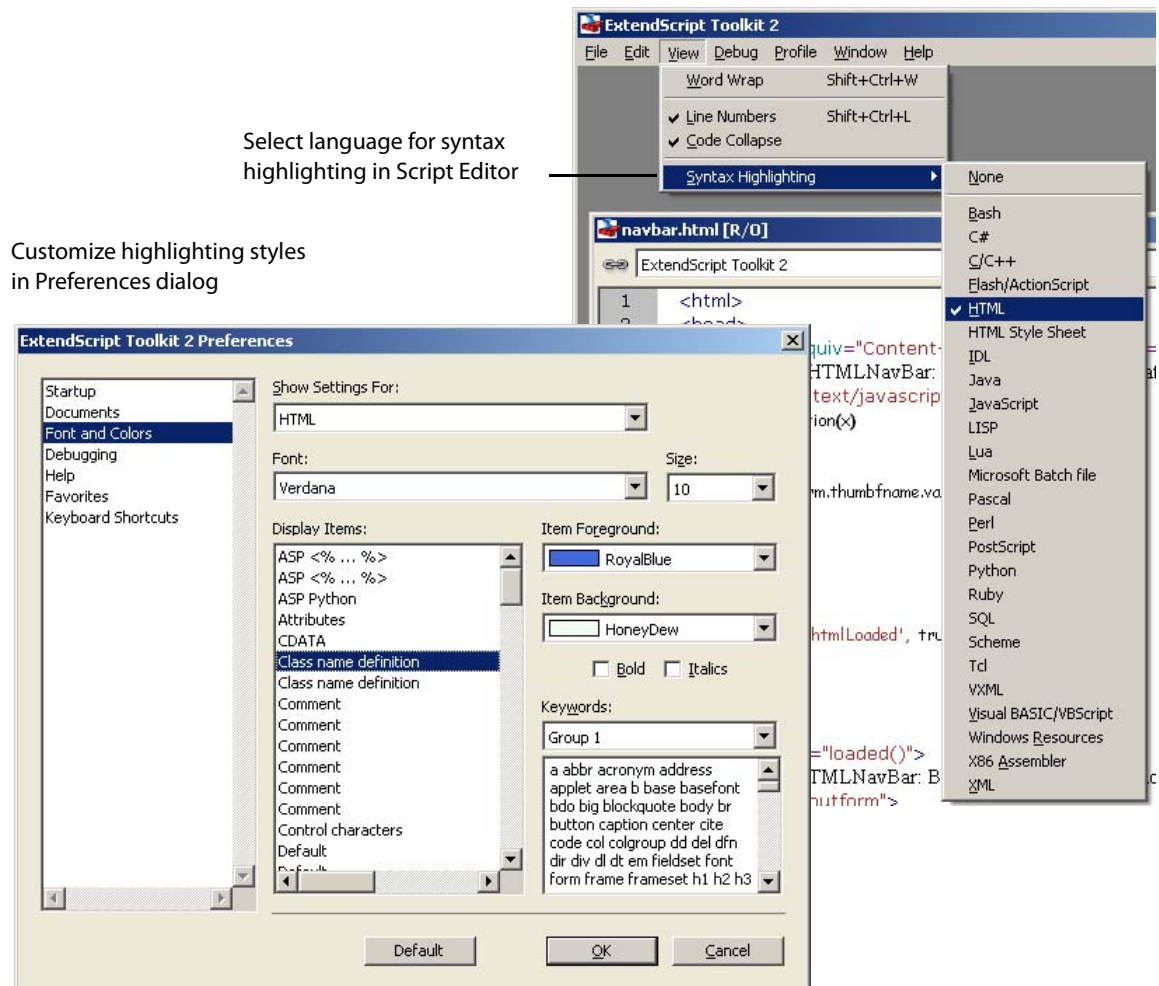 ExtendScript Toolkit 2
File Edit View Debug Profile Window Help
Word Wrap Shift+Ctrl+W
Line Numbers Shift+Ctrl+L
Code Collapse
Syntax Highlighting
Select language for syntax
highlighting in Script Editor
None
Bash
C#
C/C++
Flash/ActionScript
HTML
HTML Style Sheet
IDL
Java
JavaScript
LISP
Lua
Microsoft Batch file
Pascal
Perl
PostScript
Python
Ruby
SQL
Scheme
Tcl
VXML
Visual BASIC/VBScript
Windows Resources
X86 Assembler
XML
navbar.html [R/O]
ExtendScript Toolkit 2
1 <html>
2 <head>
quiv="Content-
HTMLNavBar:
text/javascrip
ion(x)
m.thumbfname.va
htmlLoaded', tru
="loaded()">
TMLNavBar: B
putform">
Customize highlighting styles
in Preferences dialog
ExtendScript Toolkit 2 Preferences
Startup
Documents
Font and Colors
Debugging
Help
Favorites
Keyboard Shortcuts
Show Settings For:
HTML
Font: Size:
Verdana 10
Display Items:
ASP <% ... %>
ASP <% ... %>
ASP Python
Attributes
CDATA
Class name definition
Class name definition
Comment
Comment
Comment
Comment
Comment
Comment
Control characters
Default
Default
Item Foreground:
RoyalBlue
Item Background:
HoneyDew
Bold Italics
Keywords:
Group 1
a abbr acronym address
applet area b base basefont
bdo big blockquote body br
button caption center cite
code col colgroup dd del dfn
dir div dl dt em fieldset font
form frame frameset h1 h2 h3
Default OK Cancel